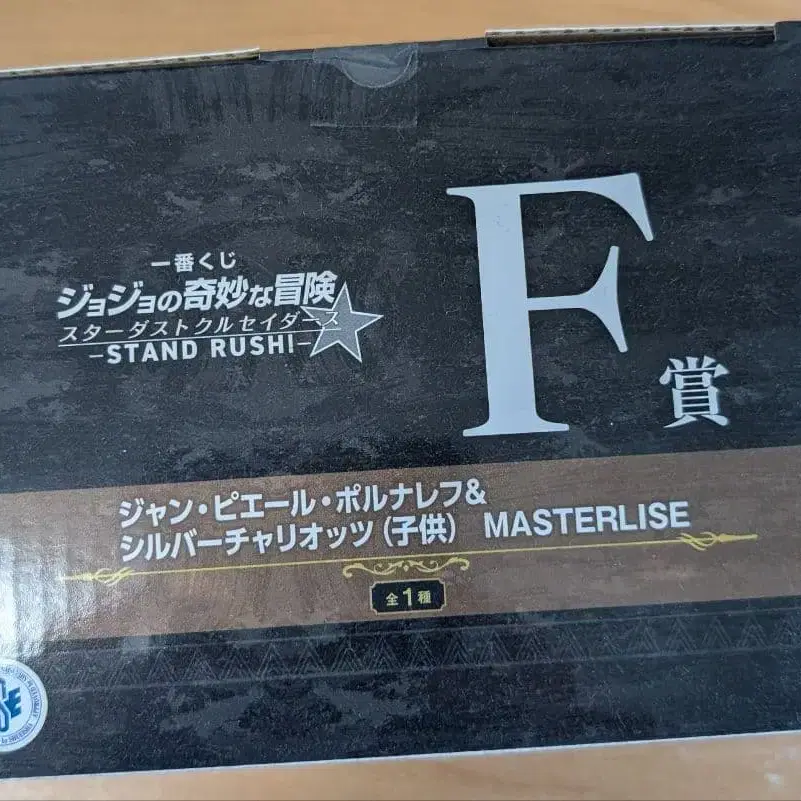 一番くじ
ジョジョの奇妙な冒険
スターダストクルセイダース
-STAND RUSH!-
F賞
ジャン・ピエール・ポルナレフ&
シルバーチャリオッツ(子供) MASTERLISE
全1種